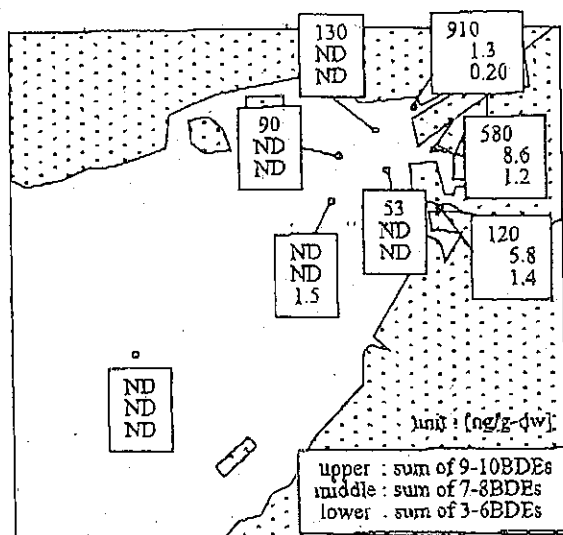 130
ND
ND
910
1.3
0.20
90
ND
ND
580
8.6
1.2
53
ND
ND
120
5.8
1.4
ND
ND
1.5
ND
ND
ND
unit : [ng/g-dw]
upper : sum of 9-10BDEs
middle : sum of 7-8BDEs
lower : sum of 3-6BDEs